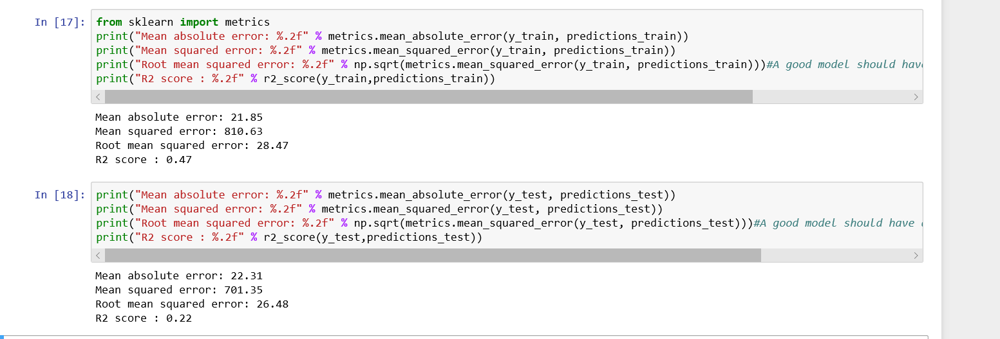 In [17]: from sklearn import metrics
print("Mean absolute error: %.2f" % metrics.mean_absolute_error(y_train, predictions_train))
print("Mean squared error: %.2f" % metrics.mean_squared_error(y_train, predictions_train))
print("Root mean squared error: %.2f" % np.sqrt(metrics.mean_squared_error(y_train, predictions_train)))#A good model should hav
print("R2 score : %.2f" % r2_score(y_train,predictions_train))
Mean absolute error: 21.85
Mean squared error: 810.63
Root mean squared error: 28.47
R2 score : 0.47
In [18]: print("Mean absolute error: %.2f" % metrics.mean_absolute_error(y_test, predictions_test))
print("Mean squared error: %.2f" % metrics.mean_squared_error(y_test, predictions_test))
print("Root mean squared error: %.2f" % np.sqrt(metrics.mean_squared_error(y_test, predictions_test)))#A good model should have
print("R2 score : %.2f" % r2_score(y_test,predictions_test))
Mean absolute error: 22.31
Mean squared error: 701.35
Root mean squared error: 26.48
R2 score : 0.22